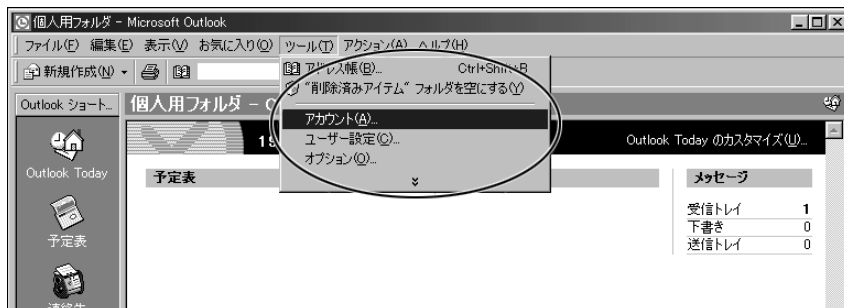 個人用フォルダ - Microsoft Outlook
ファイル(F) 編集(E) 表示(V) お気に入り(O) ツール(T) アクション(A) ヘルプ(H)
新規作成(N)
アドレス帳(B)... Ctrl+Shift+B
"削除済みアイテム" フォルダを空にする(Y)
アカウント(A)...
ユーザー設定(C)...
オプション(O)...
Outlook ショート...
個人用フォルダ - O
19
Outlook Today のカスタマイズ(U)...
Outlook Today
予定表
メッセージ
受信トレイ 1
下書き 0
送信トレイ 0
予定表